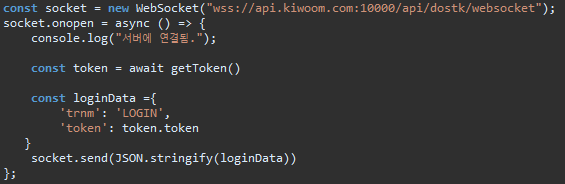 const socket = new WebSocket("wss://api.kiwoom.com:10000/api/dostk/websocket");
socket.onopen = async () => {
    console.log("서버에 연결됨.");

    const token = await getToken()

    const loginData ={
        'trnm': 'LOGIN',
        'token': token.token
   }
    socket.send(JSON.stringify(loginData))
};